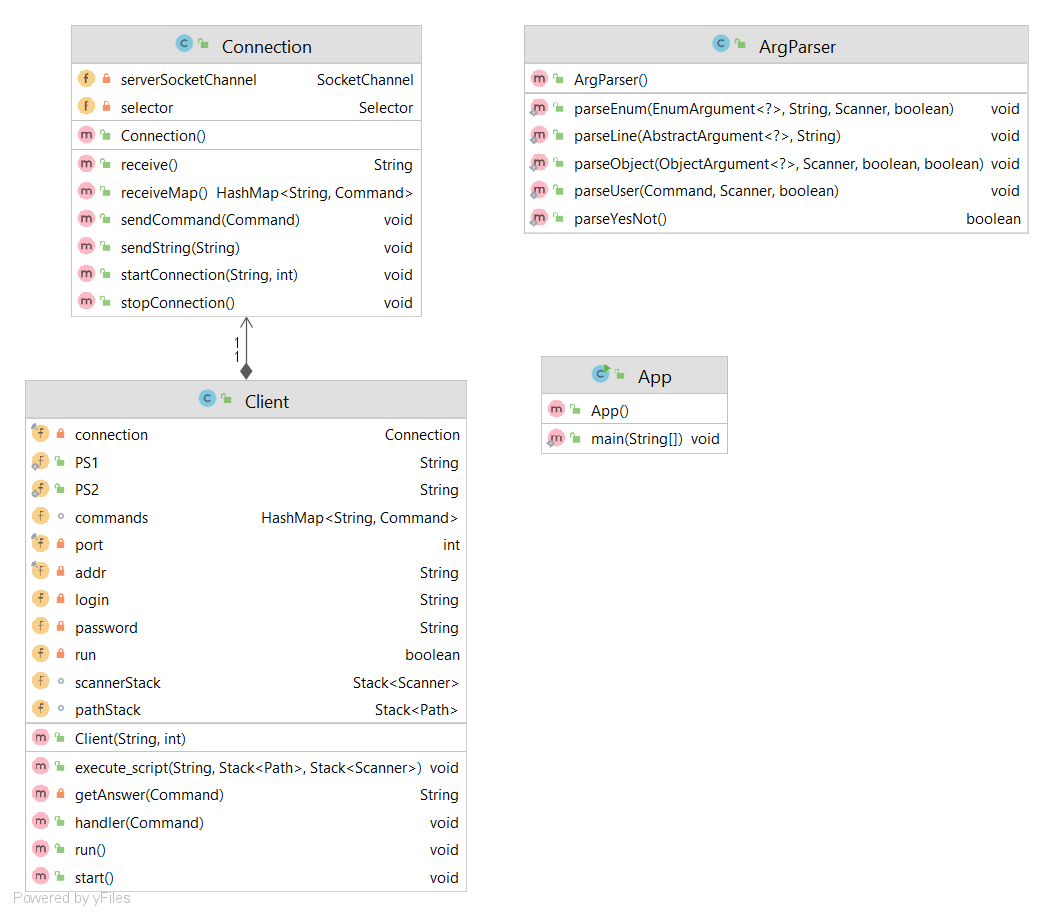 Connection
serverSocketChannel SocketChannel
selector Selector
Connection()
receive() String
receiveMap() HashMap<String, Command>
sendCommand(Command) void
sendString(String) void
startConnection(String, int) void
stopConnection() void
ArgParser
ArgParser()
parseEnum(EnumArgument<?>, String, Scanner, boolean) void
parseLine(AbstractArgument<?>, String) void
parseObject(ObjectArgument<?>, Scanner, boolean, boolean) void
parseUser(Command, Scanner, boolean) void
parseYesNot() boolean
1
1
Client
connection Connection
PS1 String
PS2 String
commands HashMap<String, Command>
port int
addr String
login String
password String
run boolean
scannerStack Stack<Scanner>
pathStack Stack<Path>
Client(String, int)
execute_script(String, Stack<Path>, Stack<Scanner>) void
getAnswer(Command) String
handler(Command) void
run() void
start() void
App
App()
main(String[]) void
Powered by yFiles